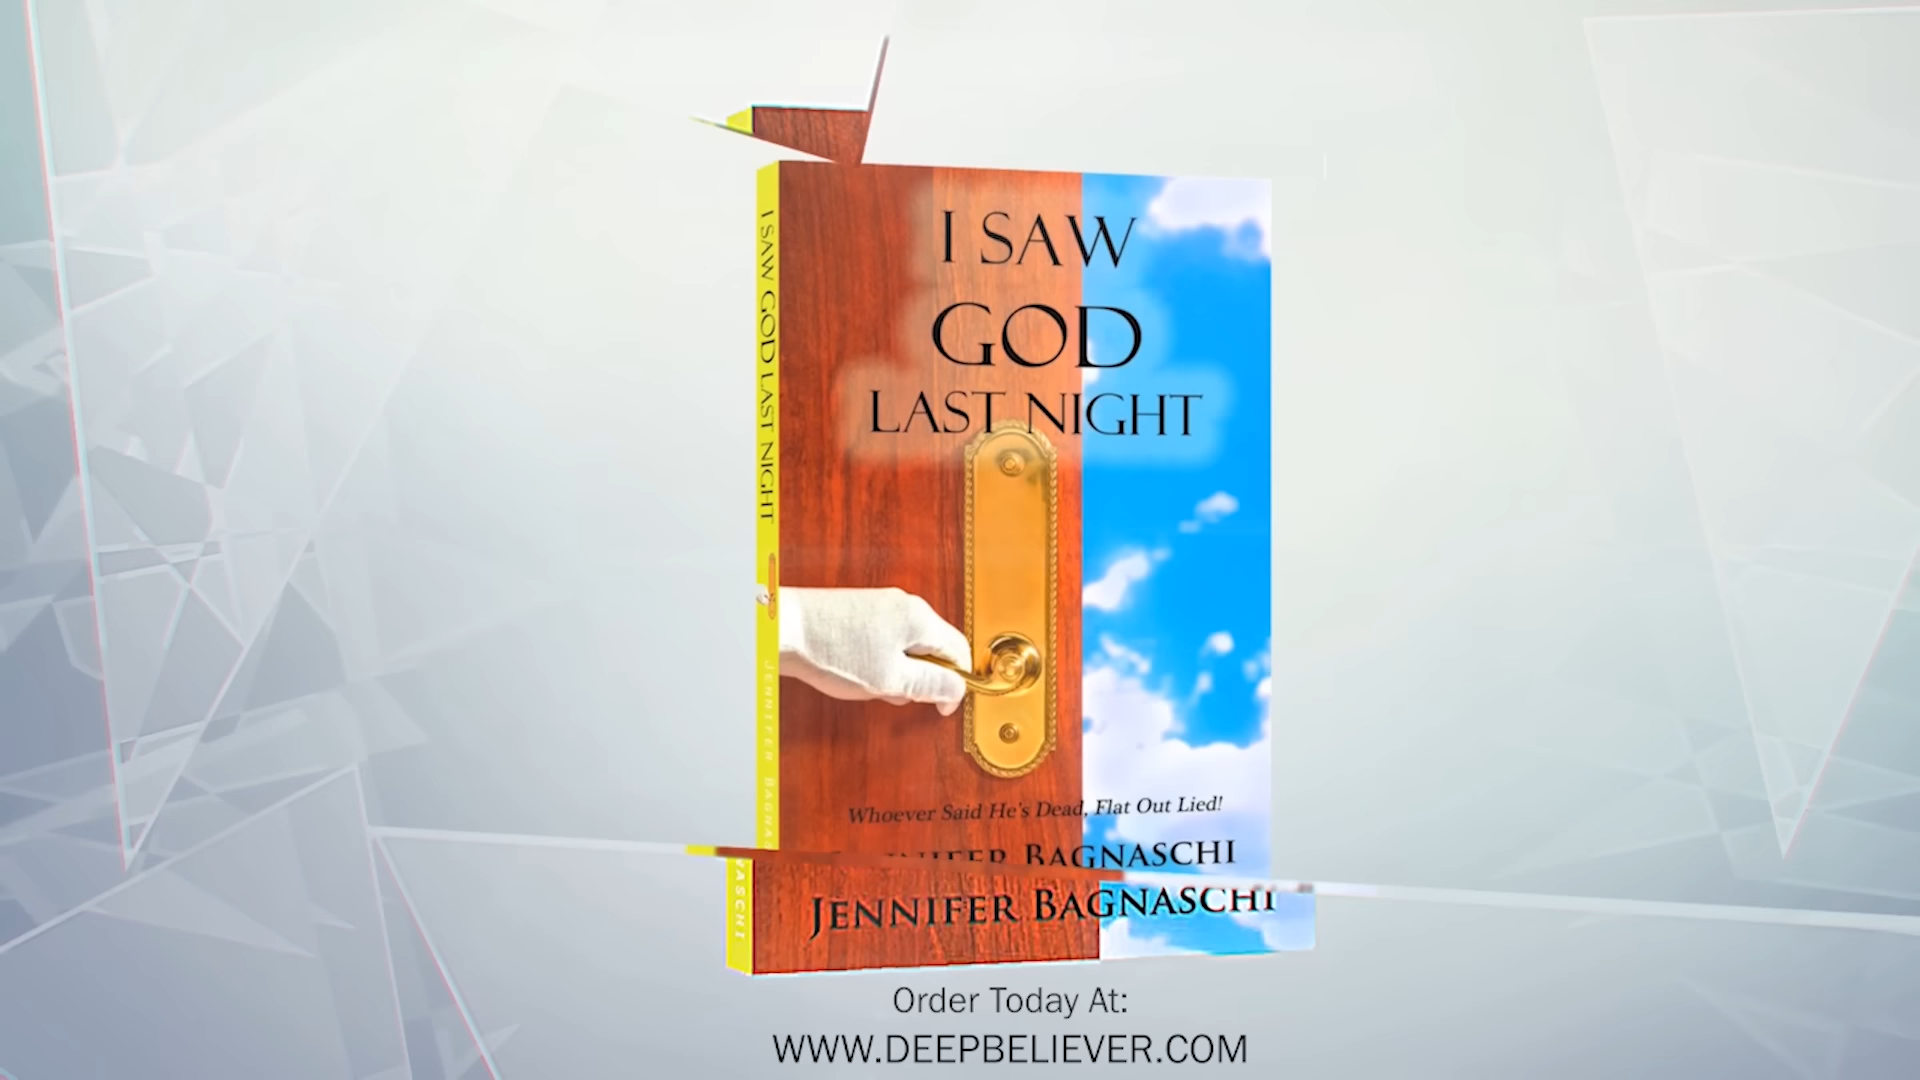 I SAW
GOD
LAST NIGHT
I SAW GOD LAST NIGHT
Whoever Said He's Dead, Flat Out Lied!
BAGNASCHI
JENNIFER BAGNASCHI
JENNIFER
Order Today At:
WWW.DEEPBELIEVER.COM